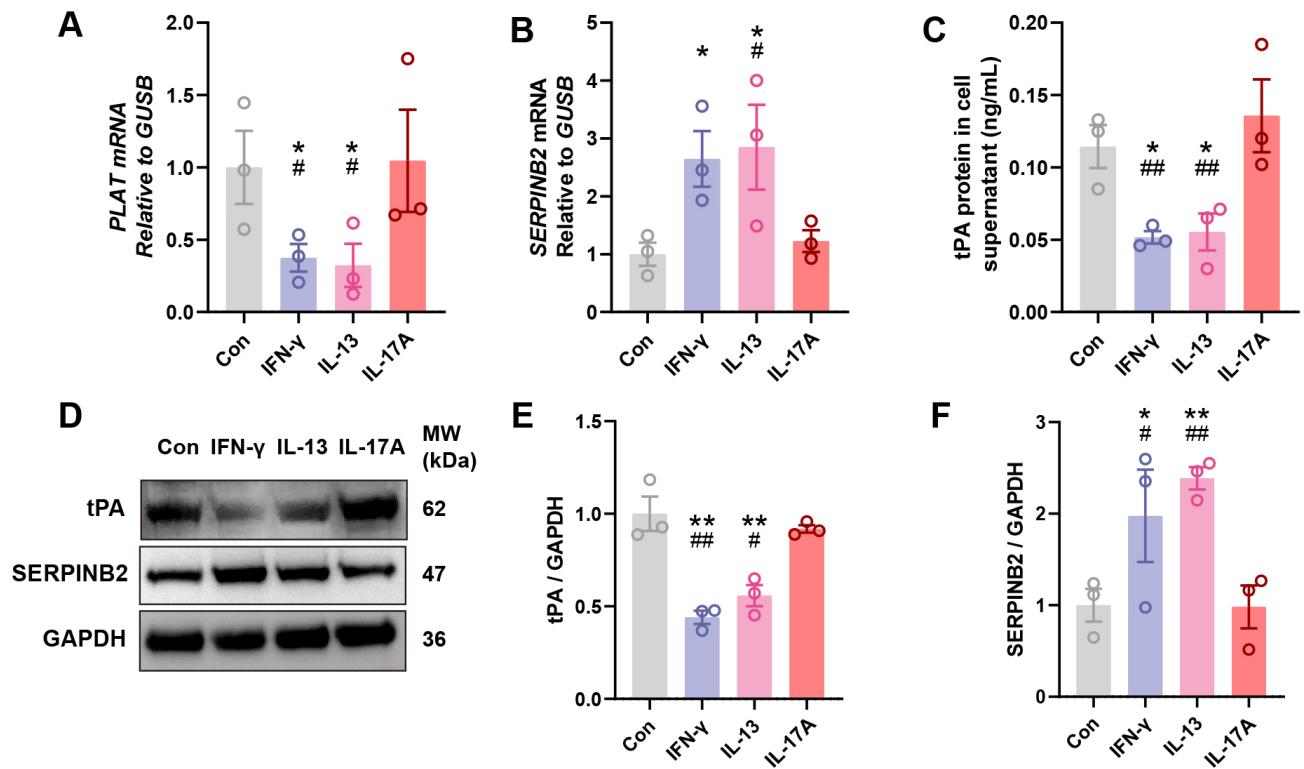 A
PLAT mRNA
Relative to GUSB
2.0
1.5
1.0
0.5
0.0
*
#
*
#
Con
IFN-γ
IL-13
IL-17A
B
SERPINB2 mRNA
Relative to GUSB
5
4
3
2
1
0
*
*
#
Con
IFN-γ
IL-13
IL-17A
C
tPA protein in cell
supernatant (ng/mL)
0.20
0.15
0.10
0.05
0.00
*
##
*
##
Con
IFN-γ
IL-13
IL-17A
D
Con IFN-γ IL-13 IL-17A
MW
(kDa)
tPA 62
SERPINB2 47
GAPDH 36
E
tPA / GAPDH
1.5
1.0
0.5
0.0
**
##
**
#
Con
IFN-γ
IL-13
IL-17A
F
SERPINB2 / GAPDH
3
2
1
0
*
#
**
##
Con
IFN-γ
IL-13
IL-17A